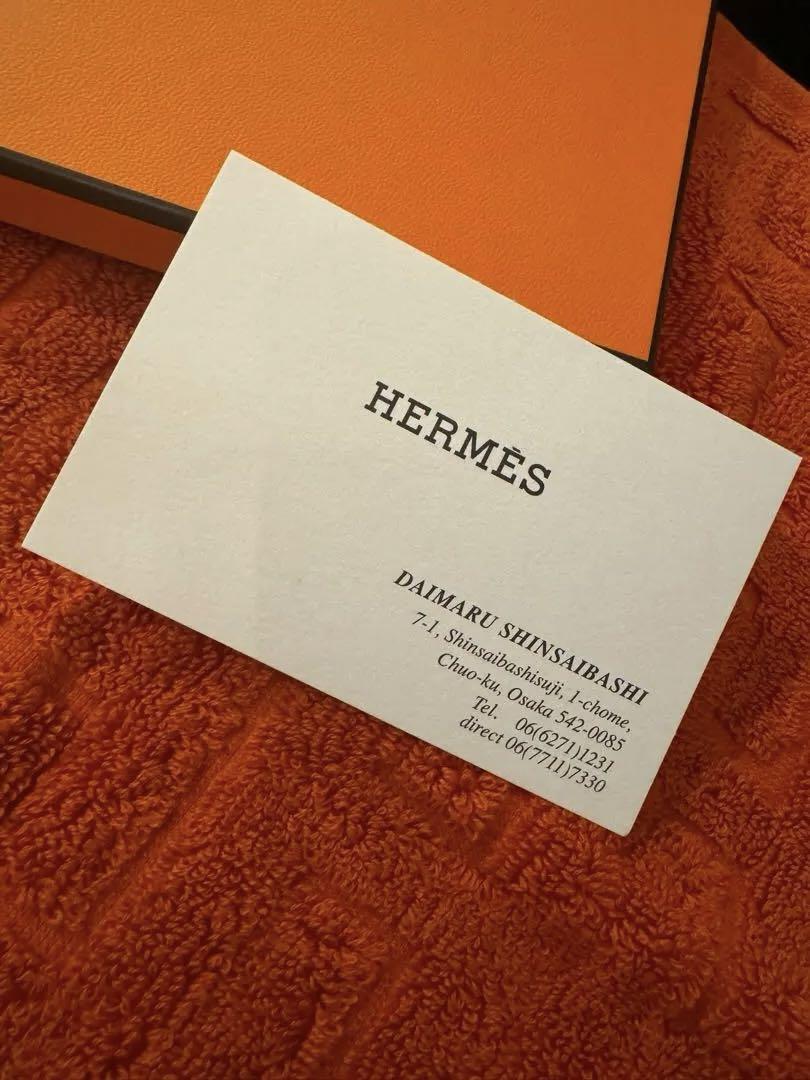 HERMÈS
DAIMARU SHINSAIBASHI
7-1, Shinsaibashisuji, 1-chome,
Chuo-ku, Osaka 542-0085
Tel. 06(6271)1231
direct 06(7711)7330